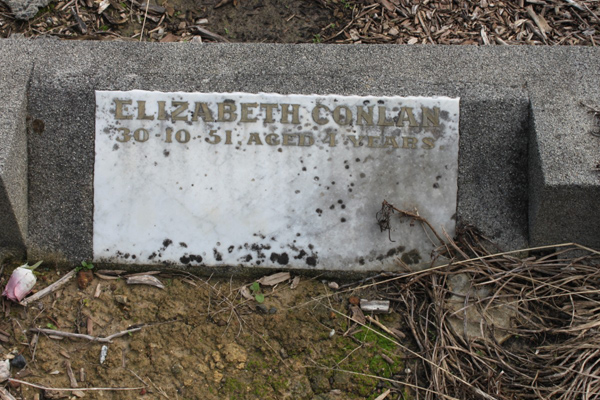 ELIZABETH CONLAN
30·10·51 AGED 4 YEARS